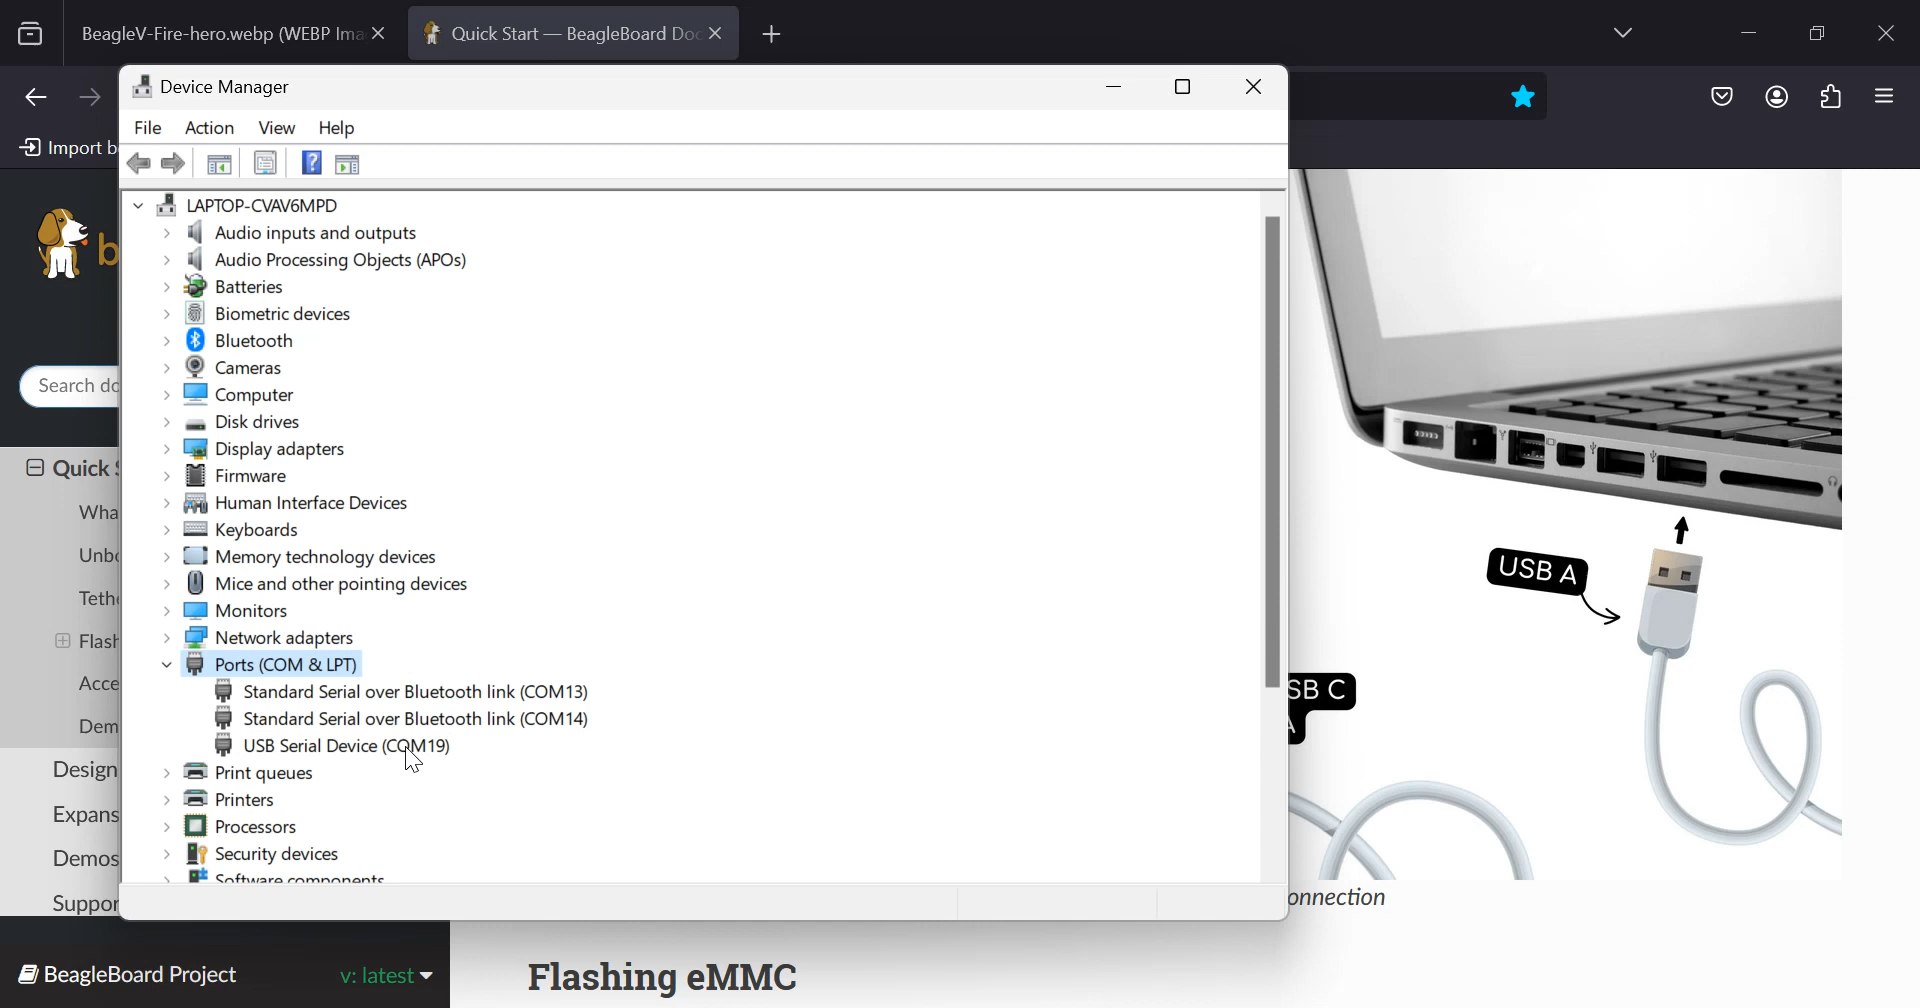 BeagleV-Fire-hero.webp (WEBP Ima
Quick Start — BeagleBoard Doc
Device Manager
File Action View Help
Import b
LAPTOP-CVAV6MPD
Audio inputs and outputs
Audio Processing Objects (APOs)
Batteries
Biometric devices
Bluetooth
Cameras
Computer
Disk drives
Display adapters
Firmware
Human Interface Devices
Keyboards
Memory technology devices
Mice and other pointing devices
Monitors
Network adapters
Ports (COM & LPT)
Standard Serial over Bluetooth link (COM13)
Standard Serial over Bluetooth link (COM14)
USB Serial Device (COM19)
Print queues
Printers
Processors
Security devices
Software components
b
Search do
Quick S
Wha
Unbo
Teth
Flash
Acce
Dem
Design
Expans
Demos
Suppor
BeagleBoard Project
v: latest
USB A
SB C
A
onnection
Flashing eMMC